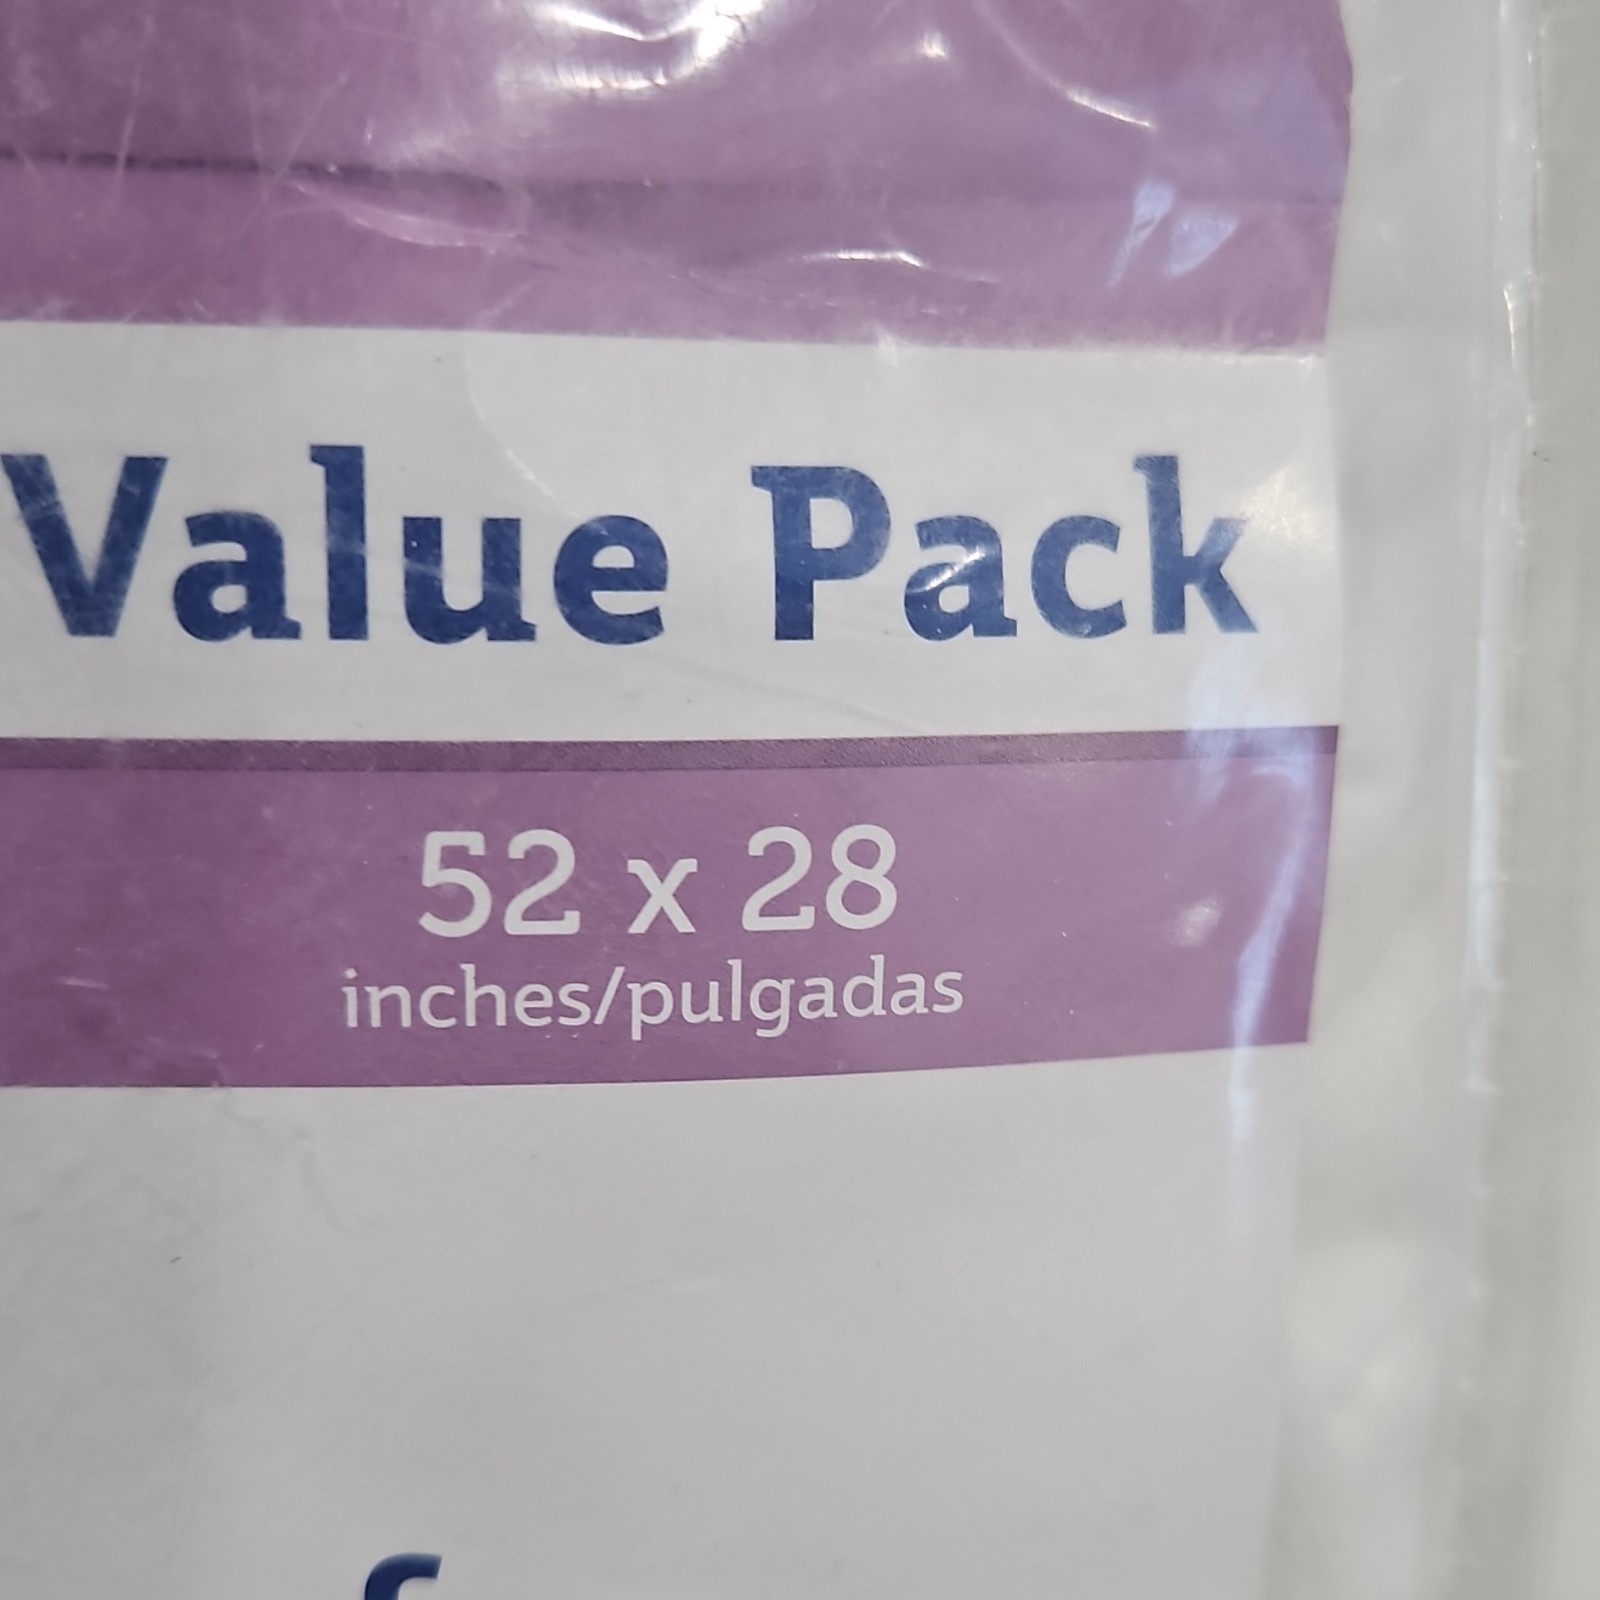 Value Pack
52 x 28
inches/pulgadas